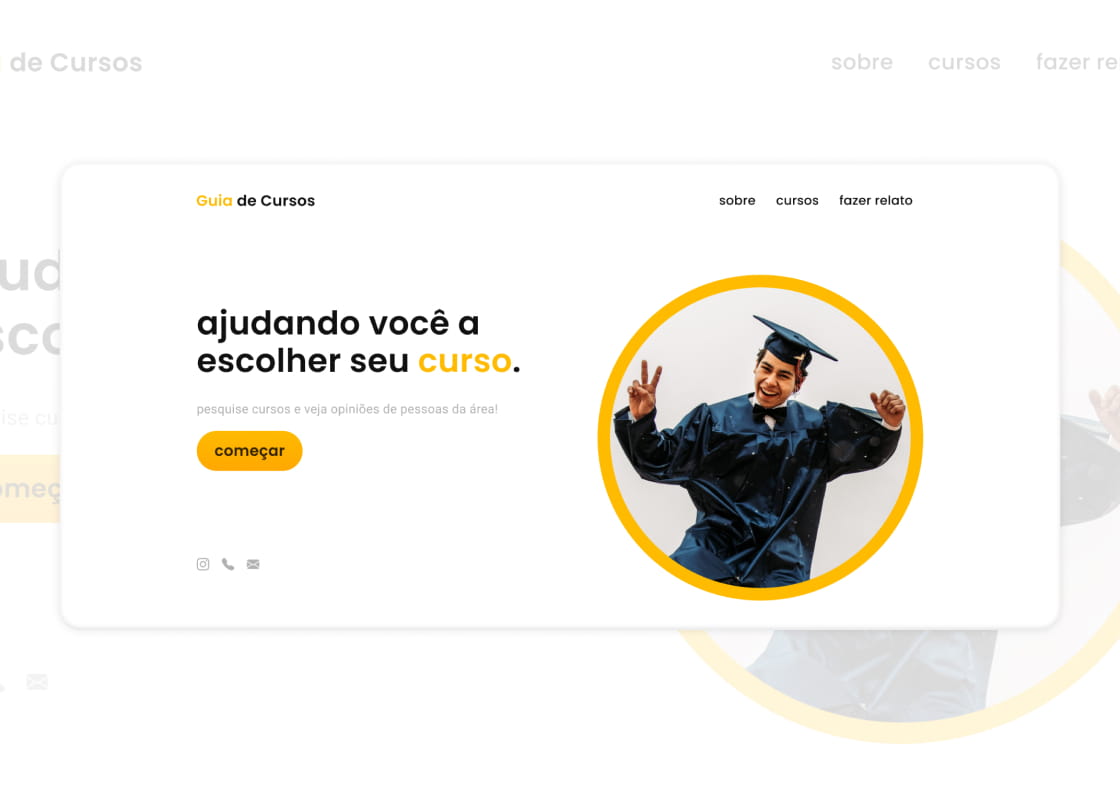 de Cursos
sobre cursos fazer re
Guia de Cursos
sobre cursos fazer relato
ajudando você a
escolher seu curso.
pesquise cursos e veja opiniões de pessoas da área!
começar